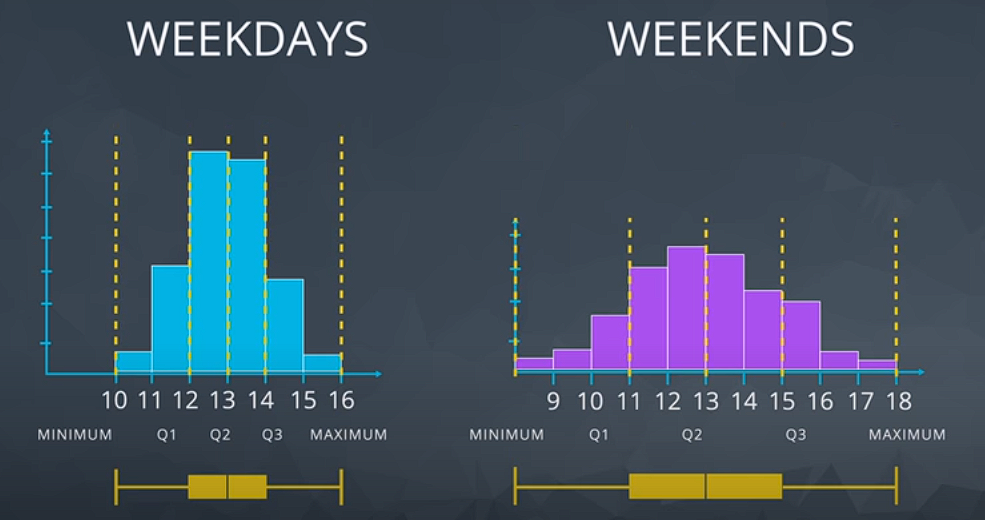 WEEKDAYS
WEEKENDS
10 11 12 13 14 15 16
MINIMUM Q1 Q2 Q3 MAXIMUM
9 10 11 12 13 14 15 16 17 18
MINIMUM Q1 Q2 Q3 MAXIMUM